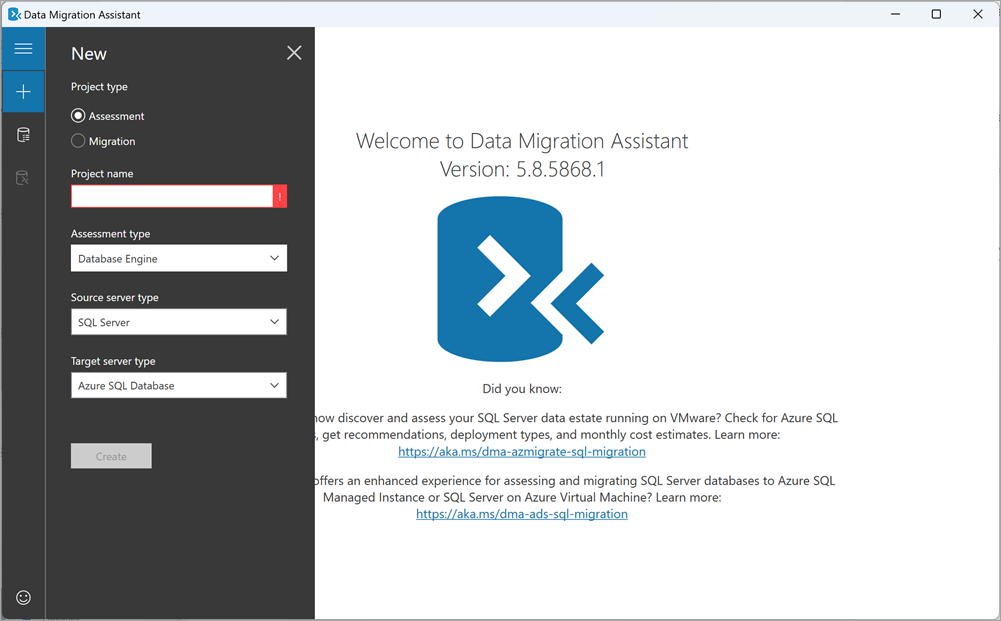 Data Migration Assistant
New
Project type
Assessment
Migration
Project name
!
Assessment type
Database Engine
Source server type
SQL Server
Target server type
Azure SQL Database
Create
Welcome to Data Migration Assistant
Version: 5.8.5868.1
Did you know:
discover and assess your SQL Server data estate running on VMware? Check for Azure SQL
get recommendations, deployment types, and monthly cost estimates. Learn more:
https://aka.ms/dma-azmigrate-sql-migration
offers an enhanced experience for assessing and migrating SQL Server databases to Azure SQL
Managed Instance or SQL Server on Azure Virtual Machine? Learn more:
https://aka.ms/dma-ads-sql-migration